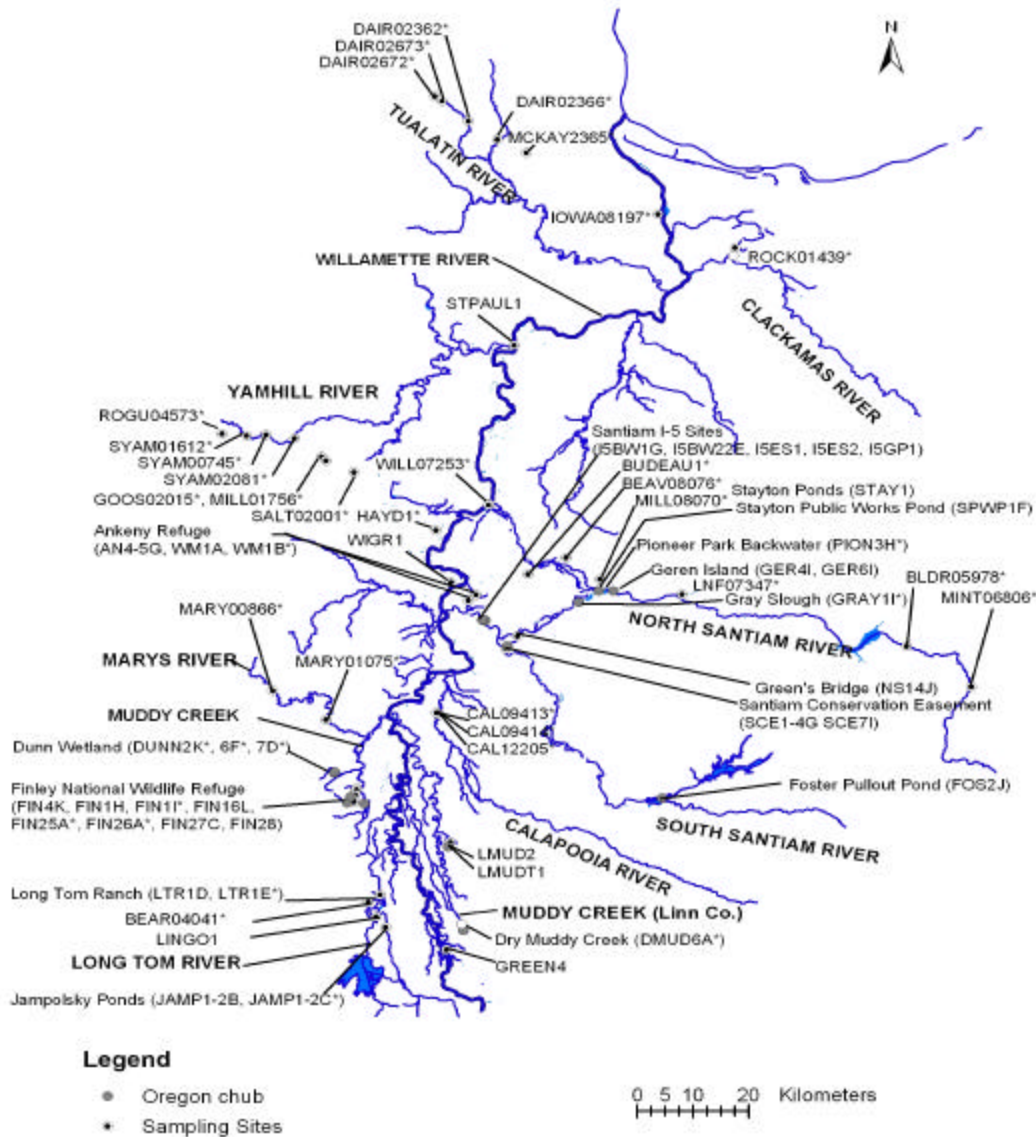 DAIR02362*
DAIR02673*
DAIR02672*
N
DAIR02366*
MCKAY2365
TUALATIN RIVER
IOWA08197*
ROCK01439*
WILLAMETTE RIVER
STPAUL1
CLACKAMAS RIVER
YAMHILL RIVER
ROGU04573*
SYAM01612*
SYAM00745*
SYAM02081*
GOOS02015*, MILL01756*
SALT02001*
HAYD1*
WILL07253*
WIGR1
Santiam I-5 Sites
(I5BW1G, I5BW22E, I5ES1, I5ES2, I5GP1)
BUDEAU1*
BEAV08076*
MILL08070*
Stayton Ponds (STAY1)
Stayton Public Works Pond (SPWP1F)
Pioneer Park Backwater (PION3H*)
Geren Island (GER4I, GER6I)
LNF07347*
Gray Slough (GRAY1I*)
BLDR05978*
MINT06806*
NORTH SANTIAM RIVER
Ankeny Refuge
(AN4-5G, WM1A, WM1B*)
MARY00866*
MARYS RIVER
MARY01075*
MUDDY CREEK
Green's Bridge (NS14J)
Santiam Conservation Easement
(SCE1-4G SCE7I)
CAL09413*
CAL09414*
CAL12205
Dunn Wetland (DUNN2K*, 6F*, 7D*)
Finley National Wildlife Refuge
(FIN4K, FIN1H, FIN1I*, FIN16L,
FIN25A*, FIN26A*, FIN27C, FIN28)
Foster Pullout Pond (FOS2J)
SOUTH SANTIAM RIVER
CALAPOOIA RIVER
LMUD2
LMUDT1
Long Tom Ranch (LTR1D, LTR1E*)
BEAR04041*
LINGO1
LONG TOM RIVER
MUDDY CREEK (Linn Co.)
Dry Muddy Creek (DMUD6A*)
GREEN4
Jampolsky Ponds (JAMP1-2B, JAMP1-2C*)
Legend
Oregon chub
Sampling Sites
0 5 10 20 Kilometers